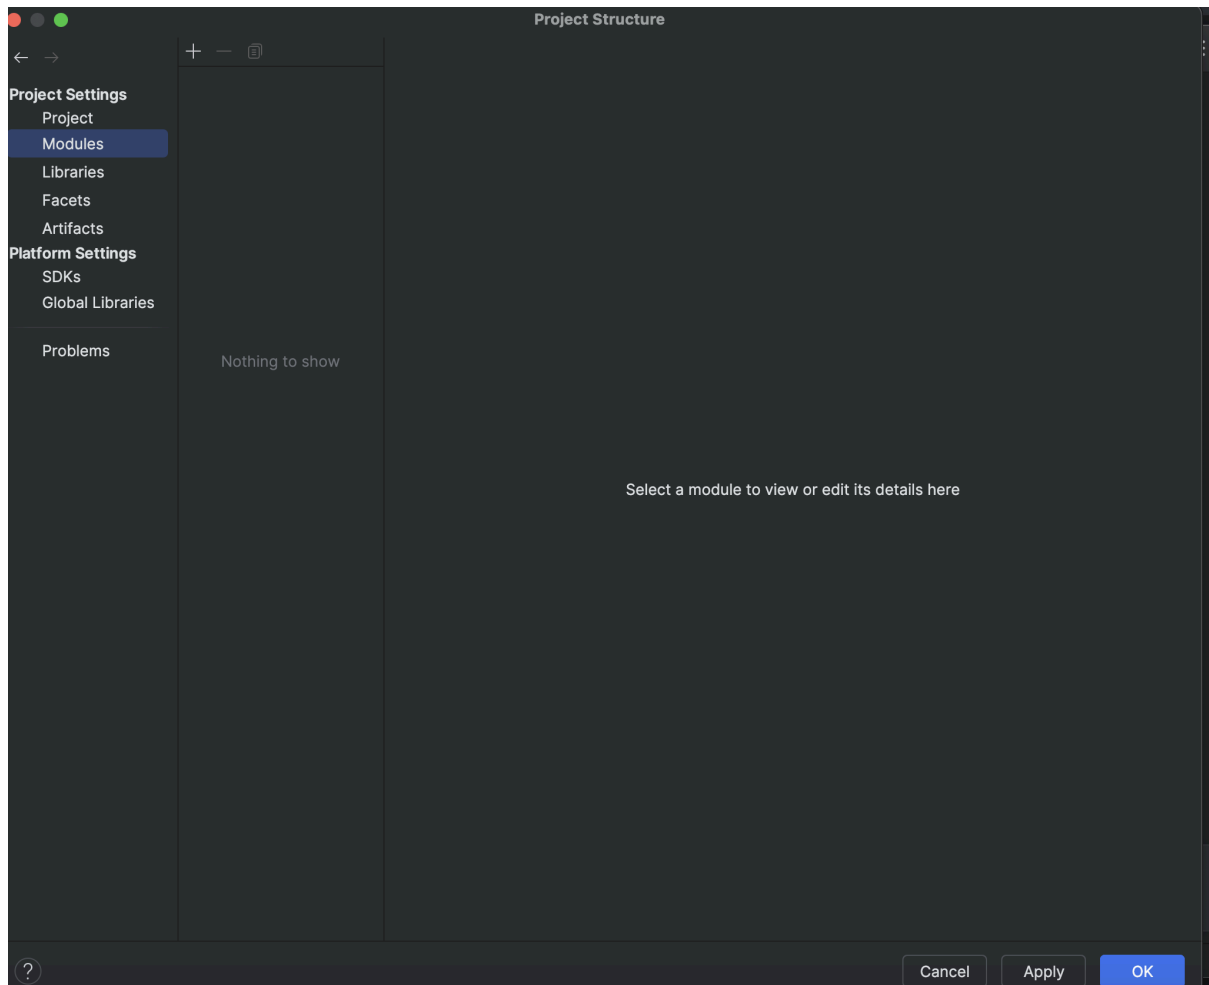 Project Structure
Project Settings
Project
Modules
Libraries
Facets
Artifacts
Platform Settings
SDKs
Global Libraries
Problems
Nothing to show
Select a module to view or edit its details here
?
Cancel
Apply
OK